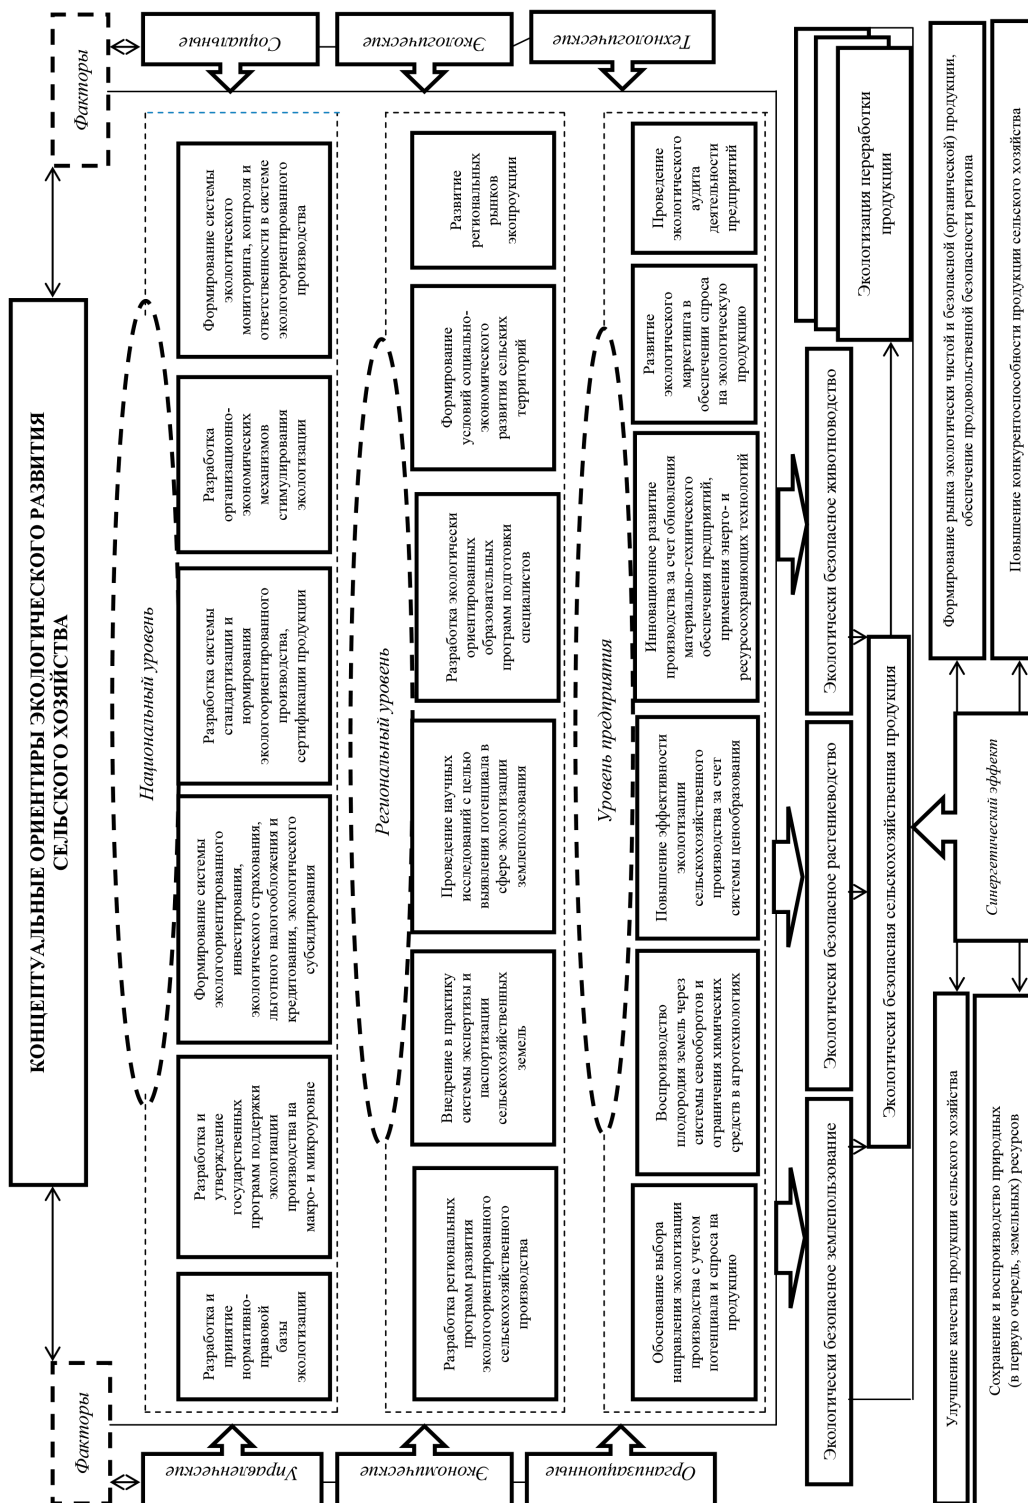 КОНЦЕПТУАЛЬНЫЕ ОРИЕНТИРЫ ЭКОЛОГИЧЕСКОГО РАЗВИТИЯ
СЕЛЬСКОГО ХОЗЯЙСТВА
Факторы
Факторы
Управленческие
Экономические
Организационные
Социальные
Экологические
Технологические
Национальный уровень
Разработка и
принятие
нормативно-
правовой
базы
экологизации
Разработка и
утверждение
государственных
программ поддержки
экологиации
производства на
макро- и микроуровне
Формирование системы
экологоориентированного
инвестирования,
экологического страхования,
льготного налогообложения и
кредитования, экологического
субсидирования
Разработка системы
стандартизации и
нормирования
экологоориентированного
производства,
сертификации продукции
Разработка
организационно-
экономических
механизмов
стимулирования
экологизации
Формирование системы
экологического
мониторинга, контроля и
ответственности в системе
экологоориентированного
производства
Региональный уровень
Разработка региональных
программ развития
экологоориентированного
сельскохозяйственного
производства
Внедрение в практику
системы экспертизы и
паспортизации
сельскохозяйственных
земель
Проведение научных
исследований с целью
выявления потенциала в
сфере экологизации
землепользования
Разработка экологически
ориентированных
образовательных
программ подготовки
специалистов
Формирование
условий социально-
экономического
развития сельских
территорий
Развитие
региональных
рынков
экопроукции
Уровень предприятия
Обоснование выбора
направления экологизации
производства с учетом
потенциала и спроса на
продукцию
Воспроизводство
плодородия земель через
системы севооборотов и
ограничения химических
средств в агротехнологиях
Повышение эффективности
экологизации
сельскохозяйственного
производства за счет
системы ценообразования
Инновационное развитие
производства за счет обновления
материально-технического
обеспечения предприятий,
применения энерго- и
ресурсосохраняющих технологий
Развитие
экологического
маркетинга в
обеспечении спроса
на экологическую
продукцию
Проведение
экологического
аудита
деятельности
предприятий
Экологически безопасное землепользование
Экологически безопасное растениеводство
Экологически безопасное животноводство
Экологизация переработки
продукции
Экологически безопасная сельскохозяйственная продукция
Синергетический эффект
Улучшение качества продукции сельского хозяйства
Сохранение и воспроизводство природных
(в первую очередь, земельных) ресурсов
Формирование рынка экологически чистой и безопасной (органической) продукции,
обеспечение продовольственной безопасности региона
Повышение конкурентоспособности продукции сельского хозяйства